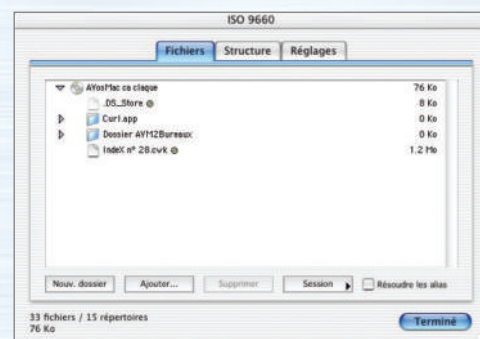 ISO 9660
Fichiers Structure Réglages
AVosMac ca claque 76 Ko
.DS_Store 8 Ko
Curl.app 0 Ko
Dossier AVM2Bureaux 0 Ko
IndeX n° 28.cwk 1.2 Mo
Nouv. dossier Ajouter... Supprimer Session Résoudre les alias
33 fichiers / 15 répertoires
76 Ko
Terminé